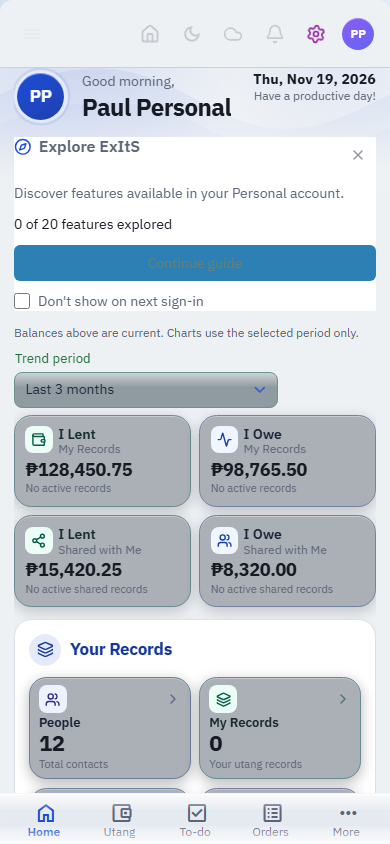 PP
PP
Good morning,
Paul Personal
Thu, Nov 19, 2026
Have a productive day!
Explore ExItS
Discover features available in your Personal account.
0 of 20 features explored
Continue guide
Don't show on next sign-in
Balances above are current. Charts use the selected period only.
Trend period
Last 3 months
I Lent
My Records
₱128,450.75
No active records
I Owe
My Records
₱98,765.50
No active records
I Lent
Shared with Me
₱15,420.25
No active shared records
I Owe
Shared with Me
₱8,320.00
No active shared records
Your Records
People
12
Total contacts
My Records
0
Your utang records
Home
Utang
To-do
Orders
More